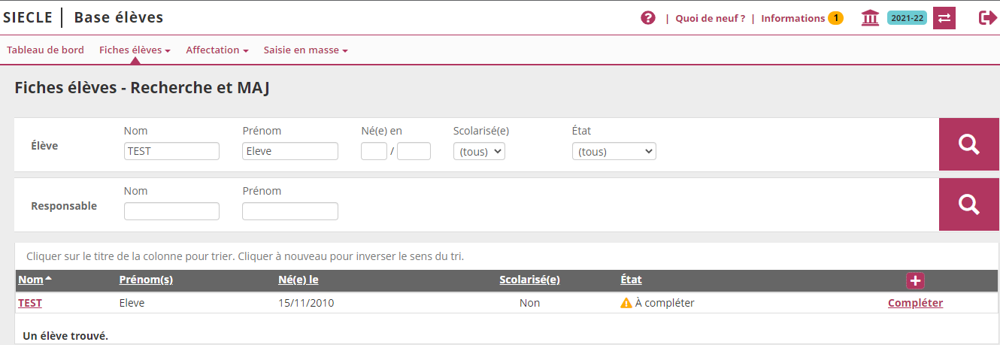 SIECLE | Base élèves
| Quoi de neuf ? | Informations 1
2021-22
Tableau de bord Fiches élèves Affectation Saisie en masse
Fiches élèves - Recherche et MAJ
Nom Prénom Né(e) en Scolarisé(e) État
Élève TEST Eleve / (tous) (tous)
Nom Prénom
Responsable
Cliquer sur le titre de la colonne pour trier. Cliquer à nouveau pour inverser le sens du tri.
Nom Prénom(s) Né(e) le Scolarisé(e) État
TEST Eleve 15/11/2010 Non À compléter Compléter
Un élève trouvé.